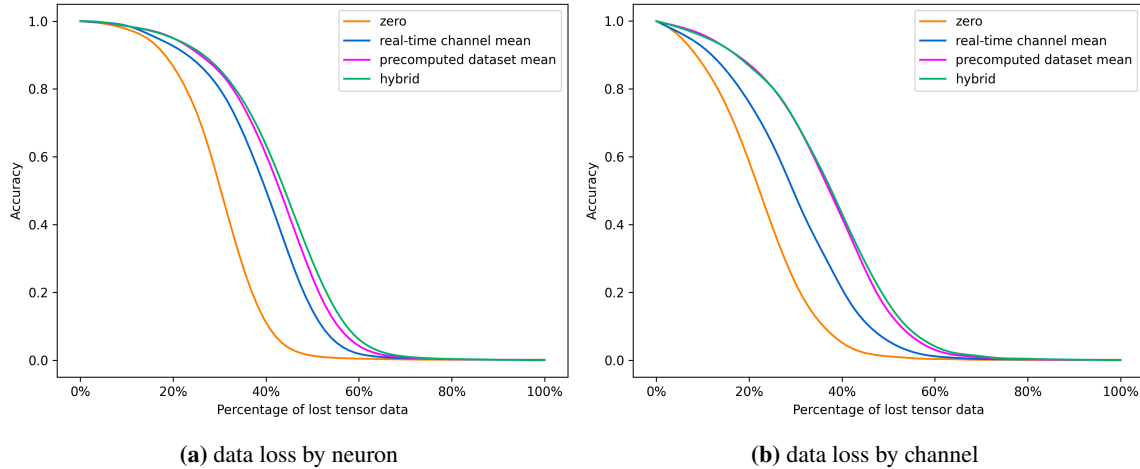 1.0
0.8
0.6
0.4
0.2
0.0
Accuracy
0%
20%
40%
60%
80%
100%
Percentage of lost tensor data
zero
real-time channel mean
precomputed dataset mean
hybrid
(a) data loss by neuron
1.0
0.8
0.6
0.4
0.2
0.0
Accuracy
0%
20%
40%
60%
80%
100%
Percentage of lost tensor data
zero
real-time channel mean
precomputed dataset mean
hybrid
(b) data loss by channel